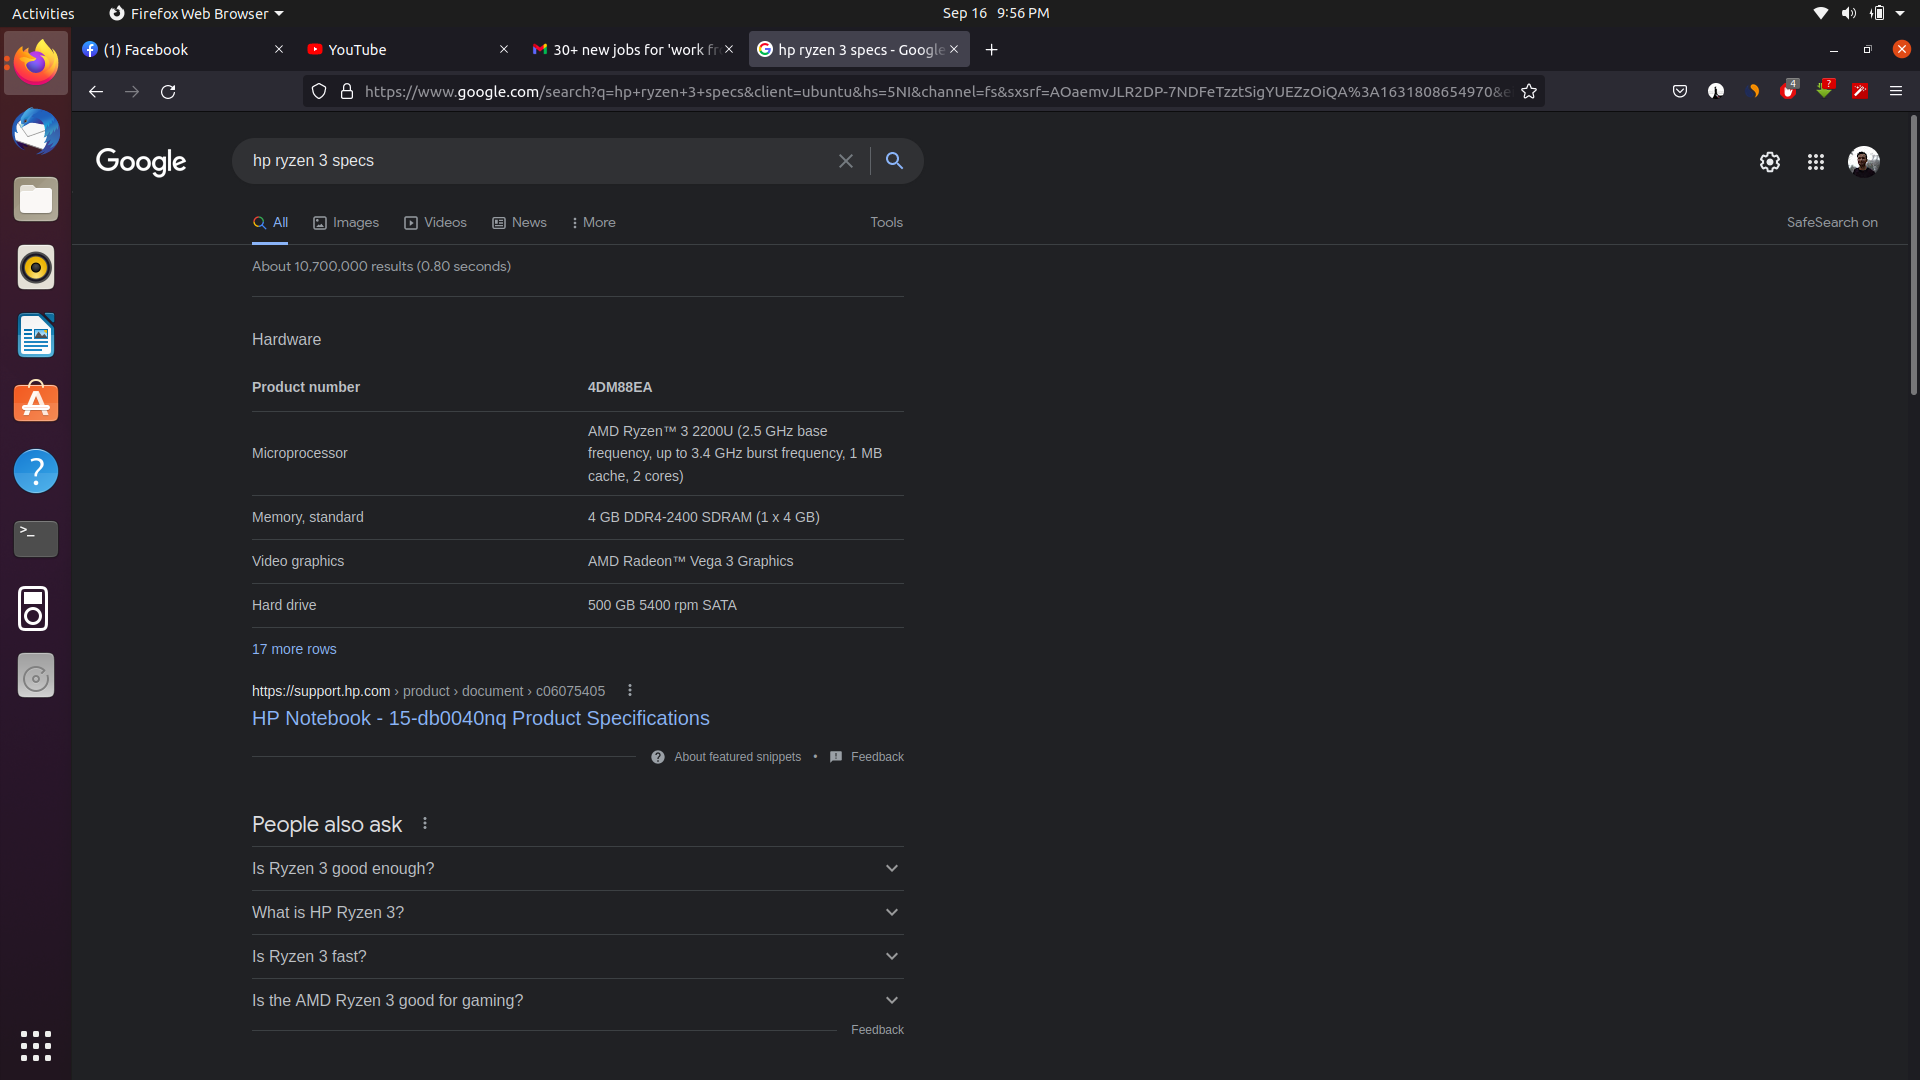 Activities
Firefox Web Browser
Sep 16 9:56 PM
(1) Facebook
YouTube
30+ new jobs for 'work fr
hp ryzen 3 specs - Google
https://www.google.com/search?q=hp+ryzen+3+specs&client=ubuntu&hs=5NI&channel=fs&sxsrf=AOaemvJLR2DP-7NDFeTzztSigYUEZzOiQA%3A1631808654970&e
4
?
Google
hp ryzen 3 specs
All
Images
Videos
News
More
Tools
SafeSearch on
About 10,700,000 results (0.80 seconds)
Hardware
Product number
4DM88EA
Microprocessor
AMD Ryzen™ 3 2200U (2.5 GHz base
frequency, up to 3.4 GHz burst frequency, 1 MB
cache, 2 cores)
Memory, standard
4 GB DDR4-2400 SDRAM (1 x 4 GB)
Video graphics
AMD Radeon™ Vega 3 Graphics
Hard drive
500 GB 5400 rpm SATA
17 more rows
https://support.hp.com › product › document › c06075405
HP Notebook - 15-db0040nq Product Specifications
About featured snippets • Feedback
People also ask
Is Ryzen 3 good enough?
What is HP Ryzen 3?
Is Ryzen 3 fast?
Is the AMD Ryzen 3 good for gaming?
Feedback